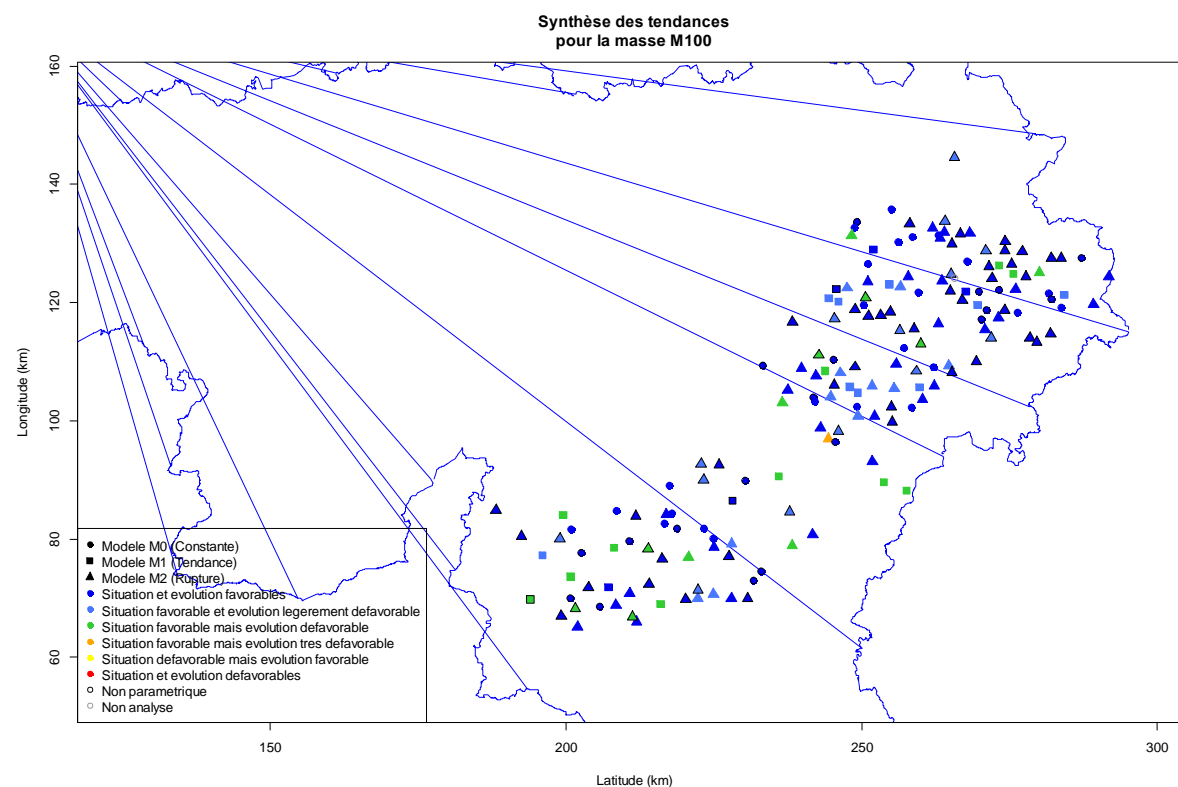 Synthèse des tendances
pour la masse M100
Longitude (km)
160
140
120
100
80
60
Modele M0 (Constante)
Modele M1 (Tendance)
Modele M2 (Rupture)
Situation et evolution favorables
Situation favorable et evolution legerement defavorable
Situation favorable mais evolution defavorable
Situation favorable mais evolution tres defavorable
Situation defavorable mais evolution favorable
Situation et evolution defavorables
Non parametrique
Non analyse
150
200
250
300
Latitude (km)